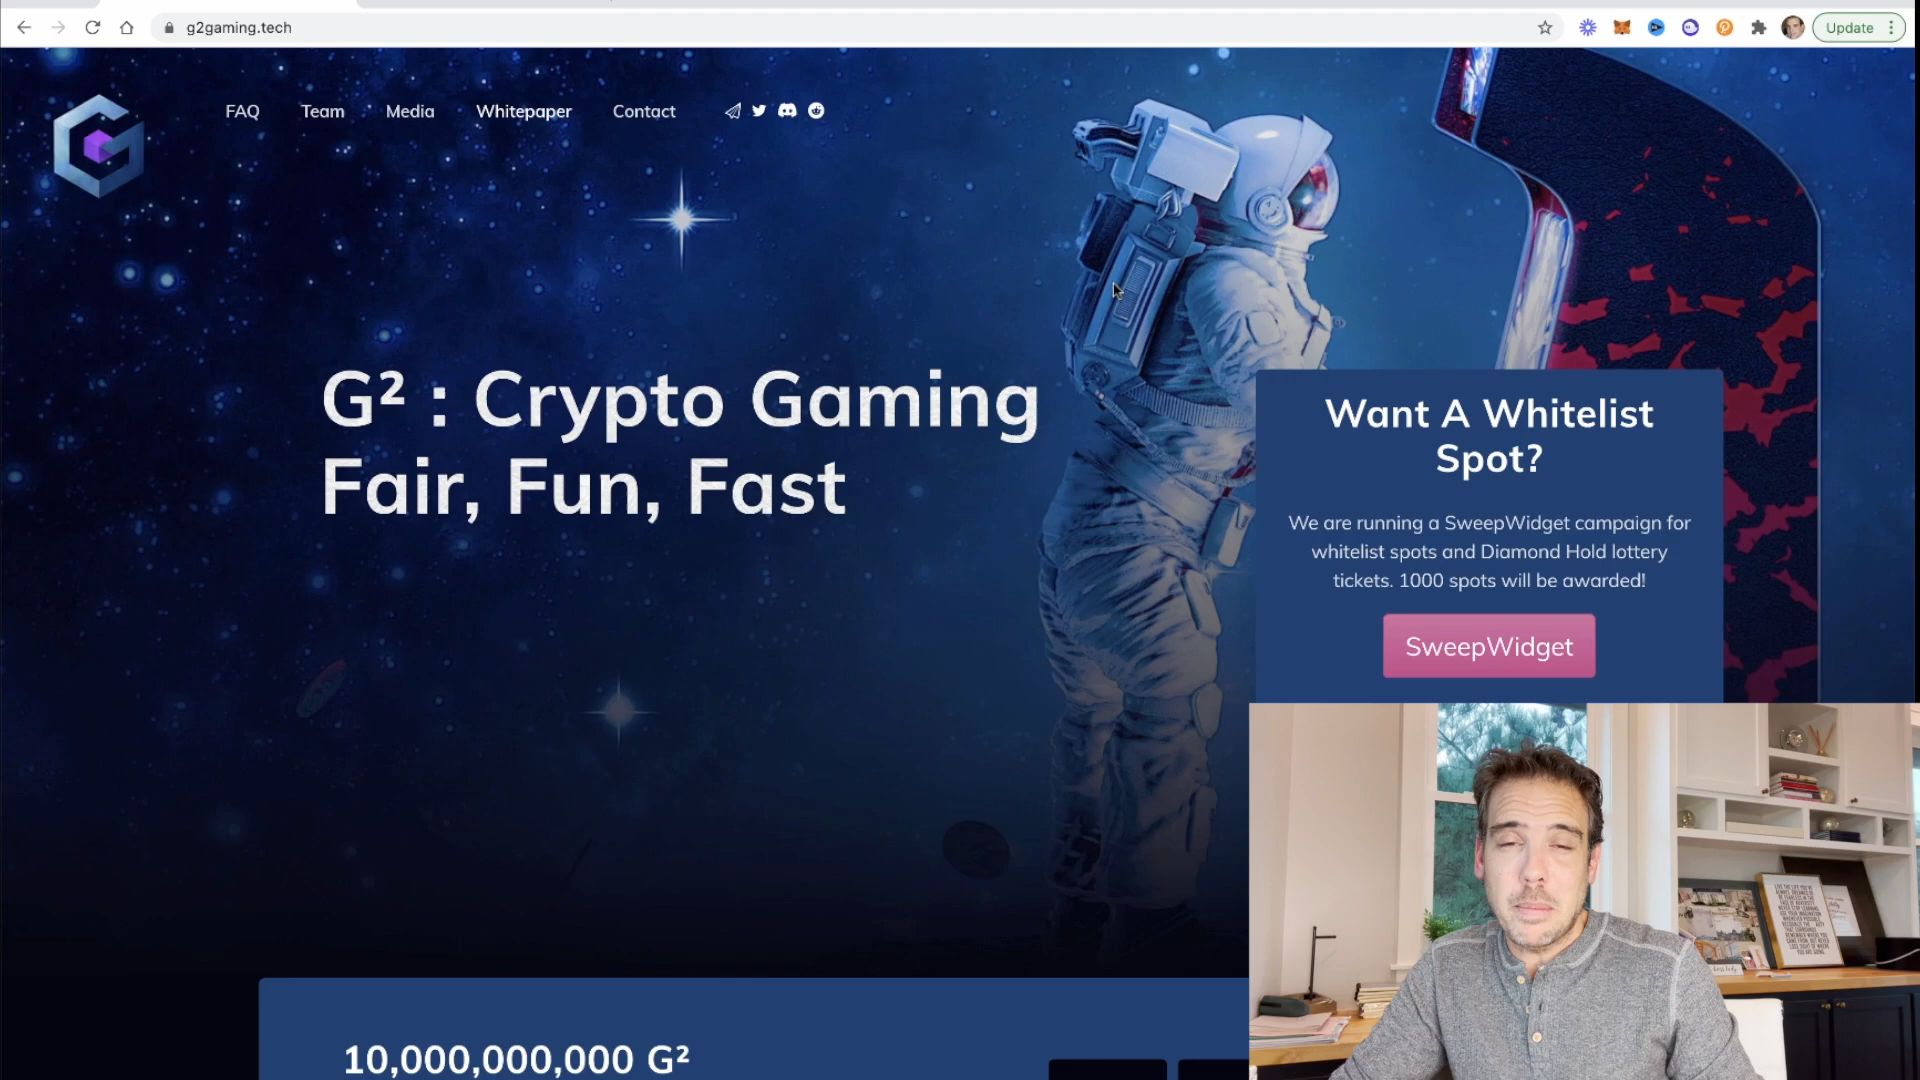 g2gaming.tech
Update
FAQ Team Media Whitepaper Contact
G² : Crypto Gaming
Fair, Fun, Fast
Want A Whitelist
Spot?
We are running a SweepWidget campaign for
whitelist spots and Diamond Hold lottery
tickets. 1000 spots will be awarded!
SweepWidget
10,000,000,000 G²